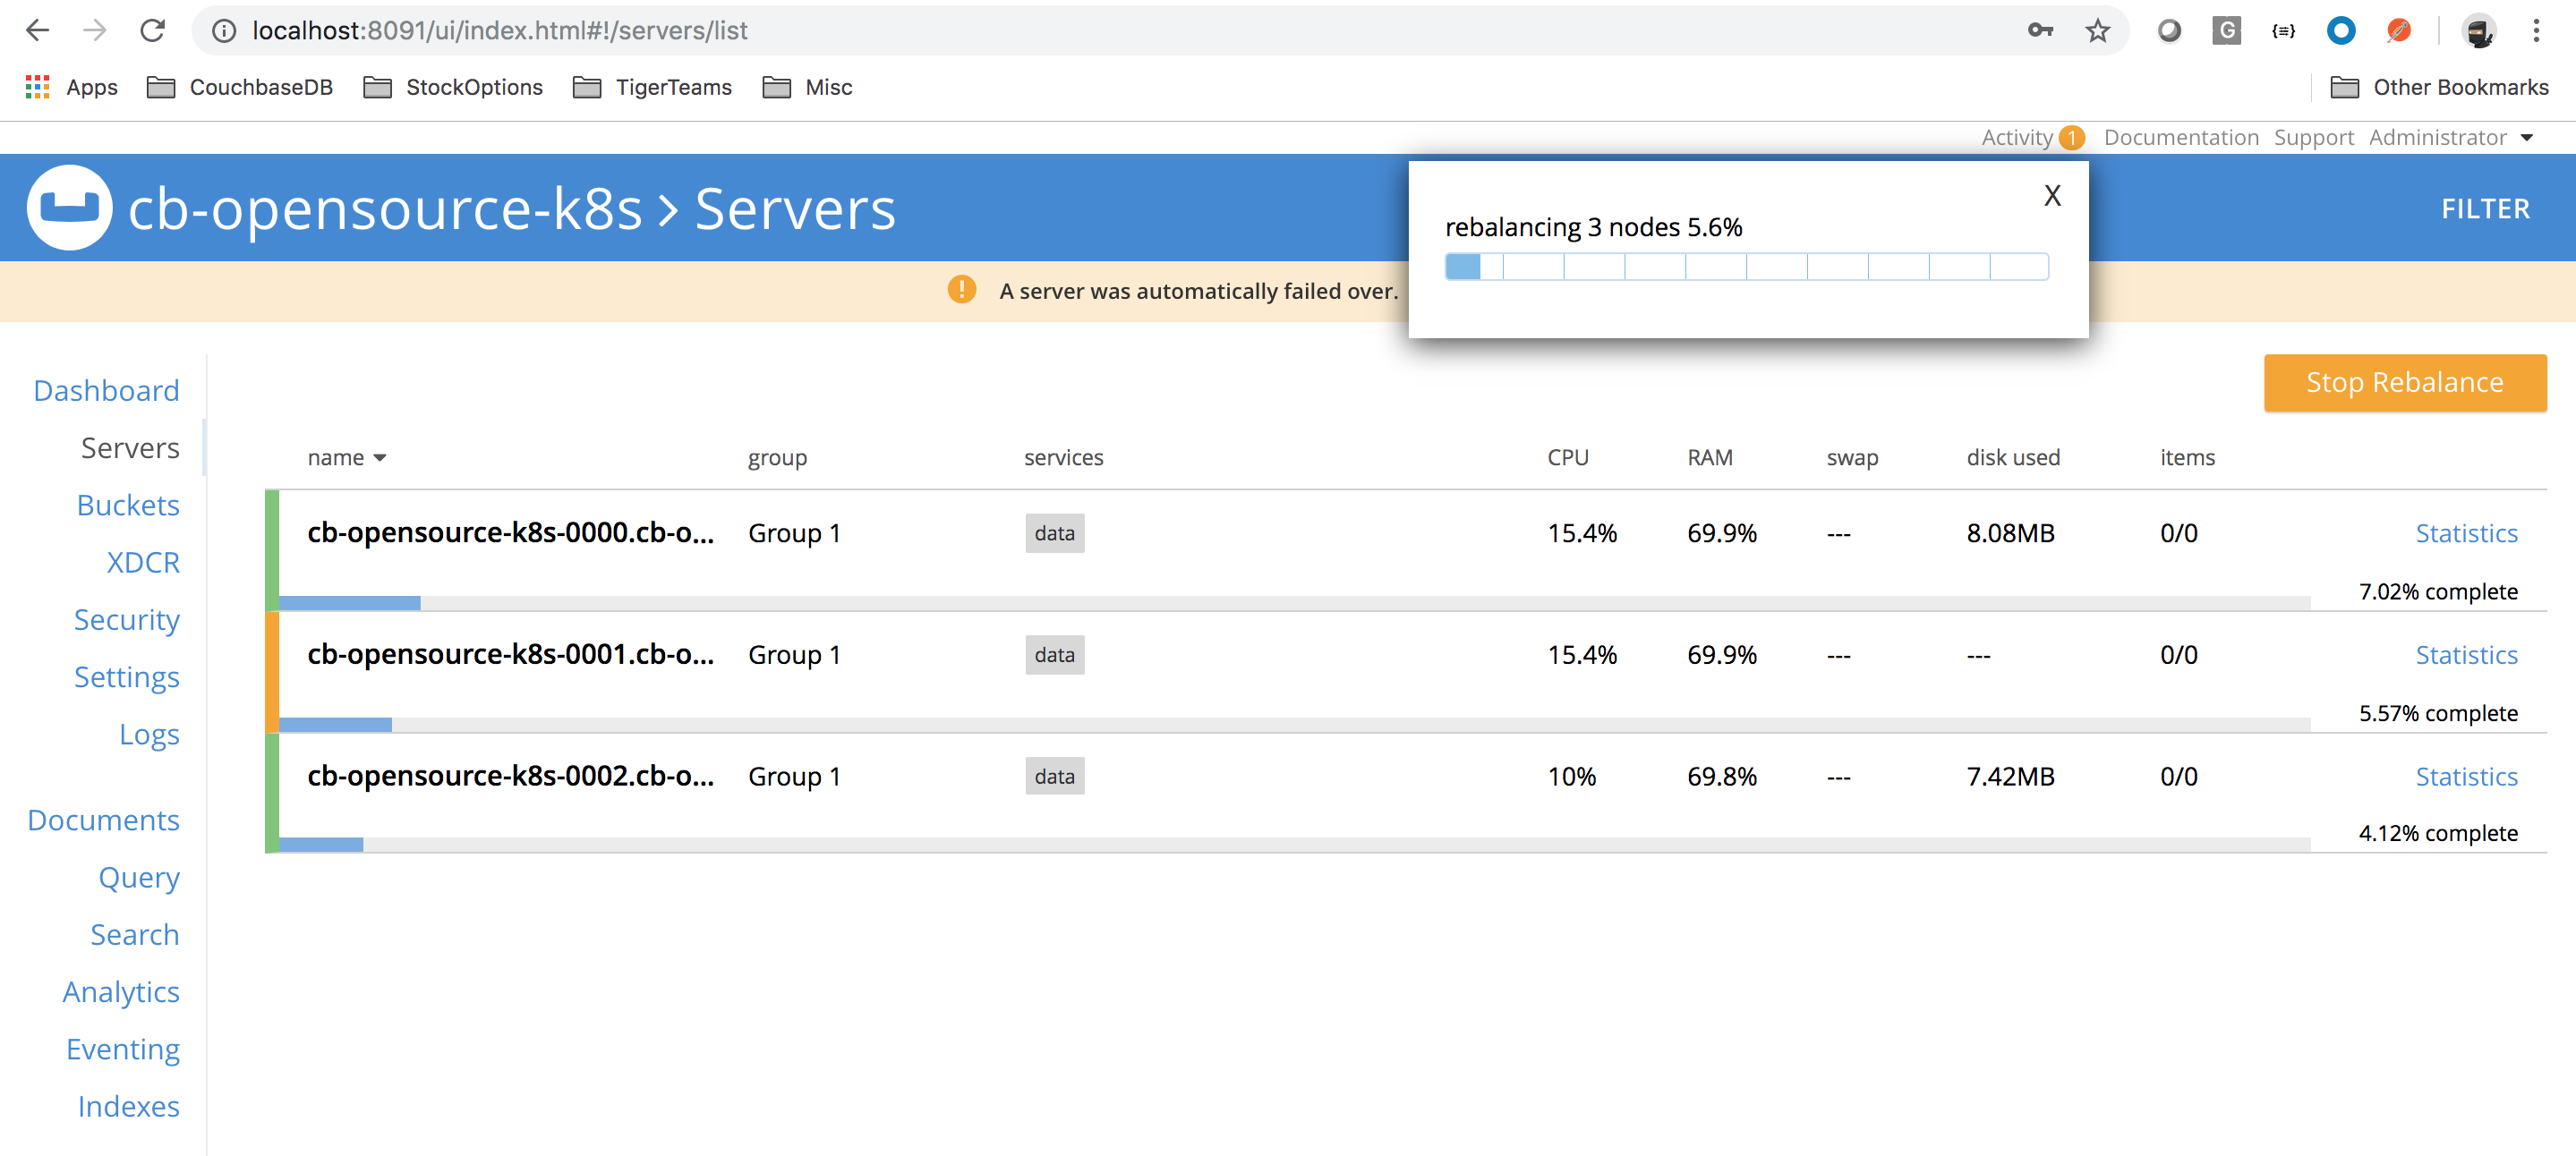 localhost:8091/ui/index.html#!/servers/list
G
Apps CouchbaseDB StockOptions TigerTeams Misc Other Bookmarks
Activity 1 Documentation Support Administrator
cb-opensource-k8s > Servers FILTER
X
rebalancing 3 nodes 5.6%
A server was automatically failed over.
Stop Rebalance
Dashboard
Servers
Buckets
XDCR
Security
Settings
Logs
Documents
Query
Search
Analytics
Eventing
Indexes
name group services CPU RAM swap disk used items
cb-opensource-k8s-0000.cb-o... Group 1 data 15.4% 69.9% --- 8.08MB 0/0 Statistics
7.02% complete
cb-opensource-k8s-0001.cb-o... Group 1 data 15.4% 69.9% --- --- 0/0 Statistics
5.57% complete
cb-opensource-k8s-0002.cb-o... Group 1 data 10% 69.8% --- 7.42MB 0/0 Statistics
4.12% complete